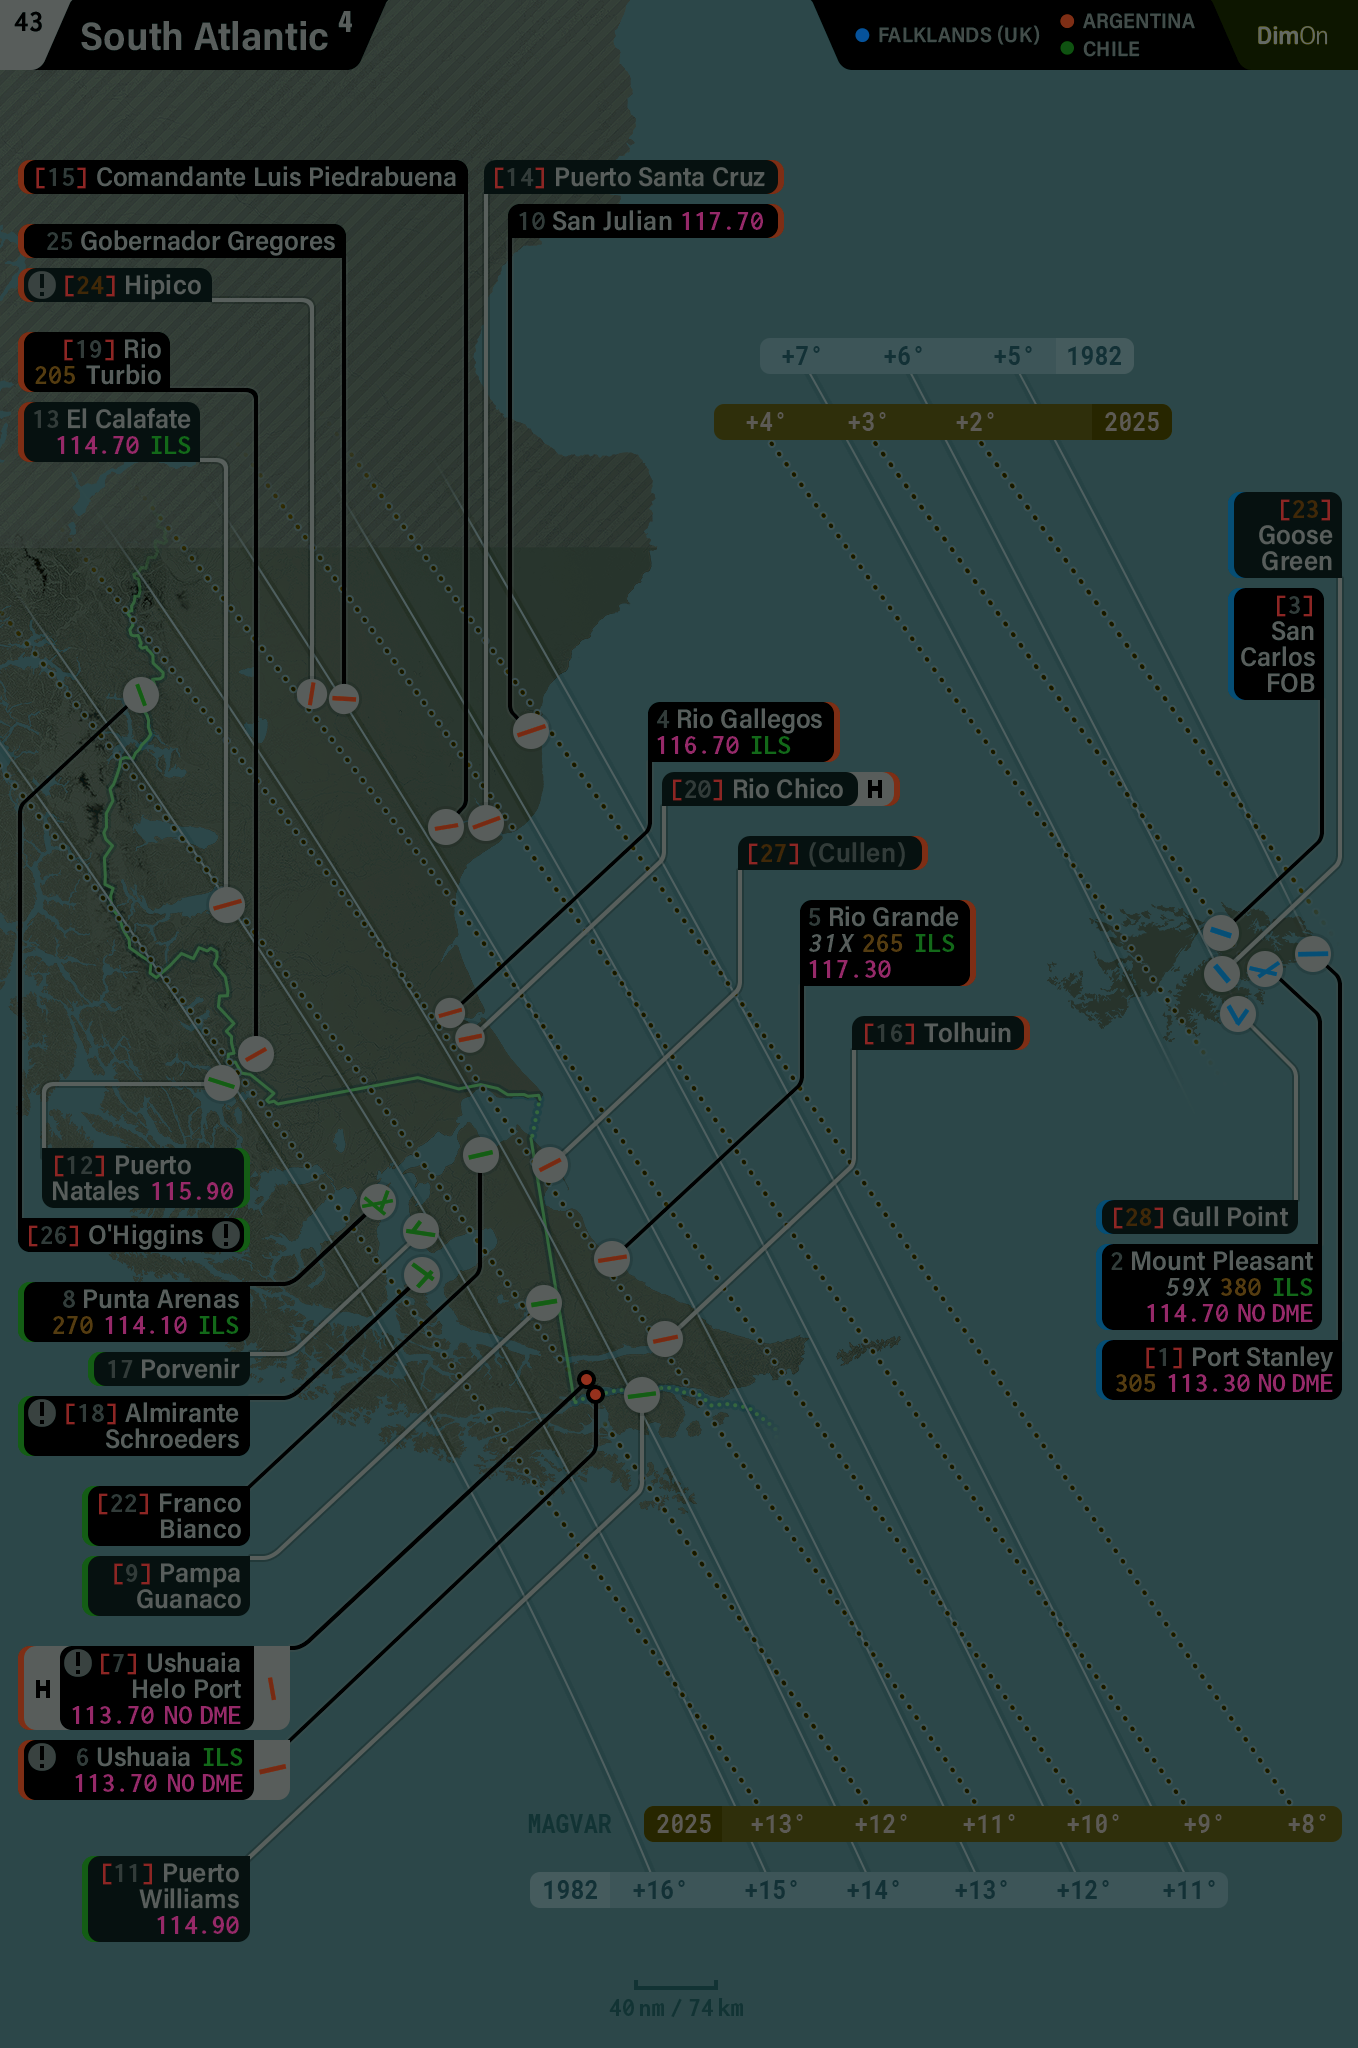 43
South Atlantic 4
FALKLANDS (UK)
ARGENTINA
CHILE
DimOn
[15] Comandante Luis Piedrabuena
[14] Puerto Santa Cruz
10 San Julian 117.70
25 Gobernador Gregores
! [24] Hipico
[19] Rio
205 Turbio
13 El Calafate
114.70 ILS
+7° +6° +5° 1982
+4° +3° +2° 2025
[23]
Goose
Green
[3]
San
Carlos
FOB
4 Rio Gallegos
116.70 ILS
[20] Rio Chico H
[27] (Cullen)
5 Rio Grande
31X 265 ILS
117.30
[16] Tolhuin
[12] Puerto
Natales 115.90
[26] O'Higgins !
8 Punta Arenas
270 114.10 ILS
17 Porvenir
! [18] Almirante
Schroeders
[22] Franco
Bianco
[9] Pampa
Guanaco
! [7] Ushuaia
H Helo Port
113.70 NO DME
! 6 Ushuaia ILS
113.70 NO DME
[11] Puerto
Williams
114.90
[28] Gull Point
2 Mount Pleasant
59X 380 ILS
114.70 NO DME
[1] Port Stanley
305 113.30 NO DME
MAGVAR 2025 +13° +12° +11° +10° +9° +8°
1982 +16° +15° +14° +13° +12° +11°
40 nm / 74 km